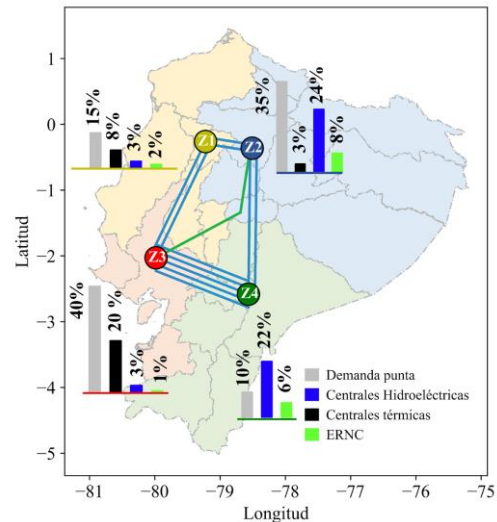 1
0
−1
−2
−3
−4
−5
Latitud
−81
−80
−79
−78
−77
−76
−75
Longitud
Z1
Z2
Z3
Z4
15%
8%
3%
2%
35%
3%
24%
8%
40%
20 %
3%
1%
10%
22%
6%
Demanda punta
Centrales Hidroeléctricas
Centrales térmicas
ERNC